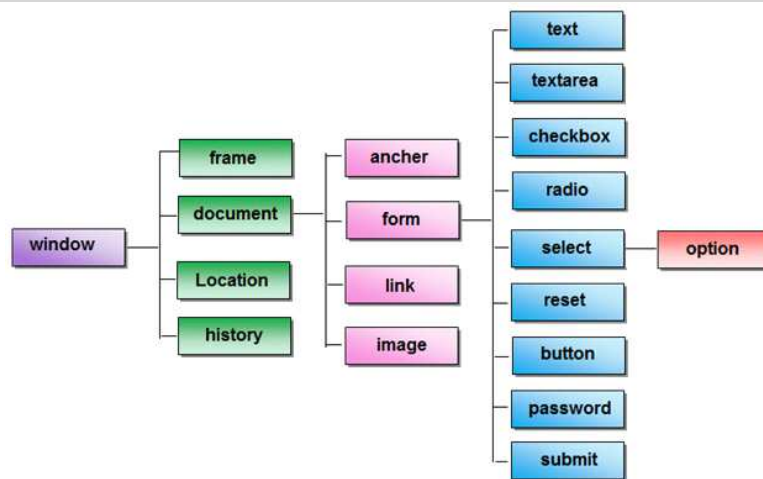 window
frame
document
Location
history
ancher
form
link
image
text
textarea
checkbox
radio
select
reset
button
password
submit
option